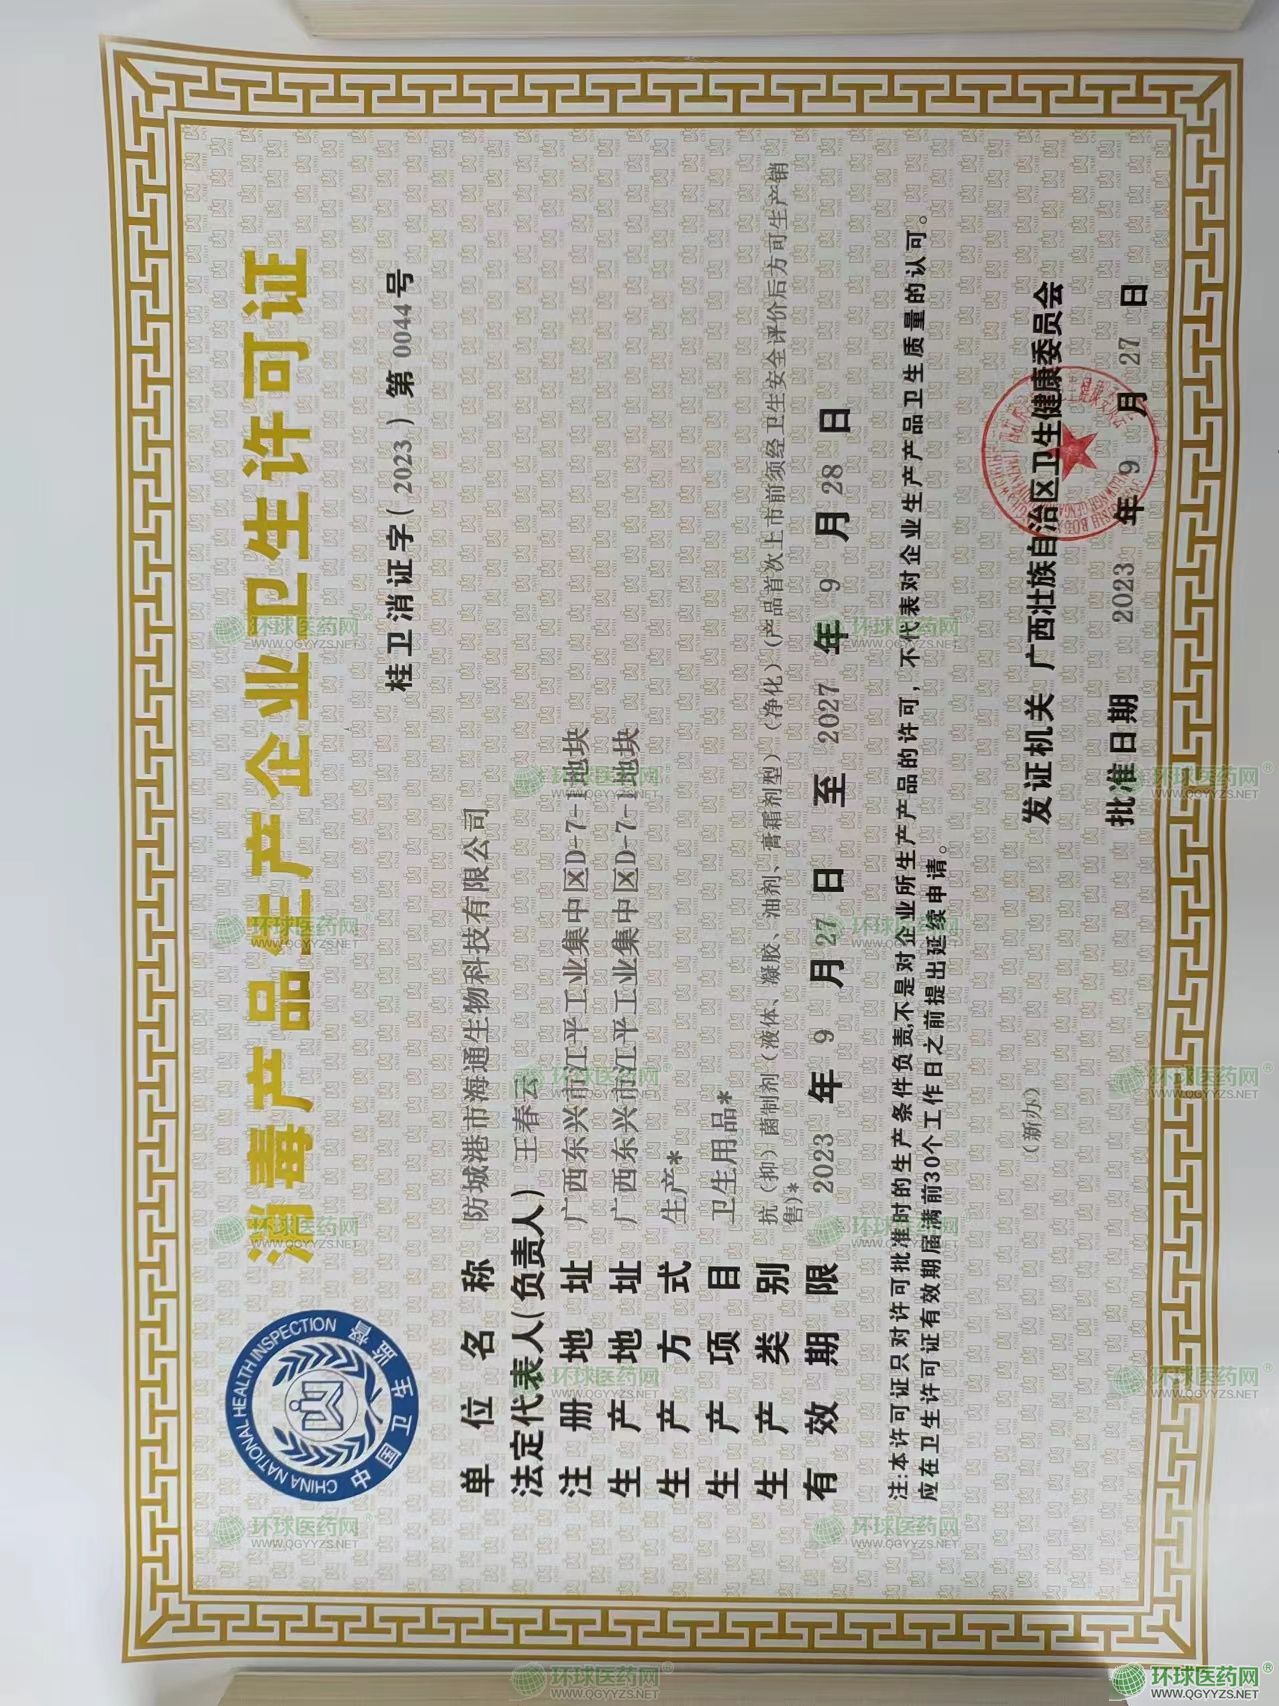 消毒产品生产企业卫生许可证
桂卫消证字(2023)第0044号
CHINA NATIONAL HEALTH INSPECTION
中国卫生监督
单位名称 防城港市海通生物科技有限公司
法定代表人(负责人) 王春云
注册地址 广西东兴市江平工业集中区D-7-1地块
生产地址 广西东兴市江平工业集中区D-7-1地块
生产方式 生产*
生产项目 卫生用品*
生产类别 抗(抑)菌制剂(液体、凝胶、油剂、膏霜剂型)(净化)(产品首次上市前须经卫生安全评价后方可生产销
售)*
有效期限 2023 年 9 月 27 日 至 2027 年 9 月 28 日
注:本许可证只对许可批准时的生产条件负责,不是对企业所生产产品的许可，不代表对企业生产产品卫生质量的认可。
应在卫生许可证有效期届满前30个工作日之前提出延续申请。
(新办)
发证机关 广西壮族自治区卫生健康委员会
批准日期 2023 年 9 月 27 日
环球医药网®
WWW.QGYYZS.NET